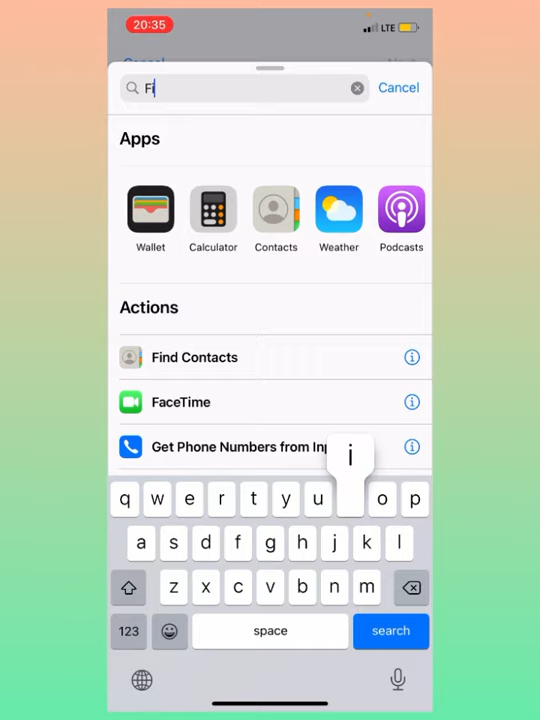 20:35
LTE
Fi
Cancel
Apps
Wallet
Calculator
Contacts
Weather
Podcasts
Actions
Find Contacts
FaceTime
Get Phone Numbers from Inp
i
q w e r t y u o p
a s d f g h j k l
z x c v b n m
123
space
search